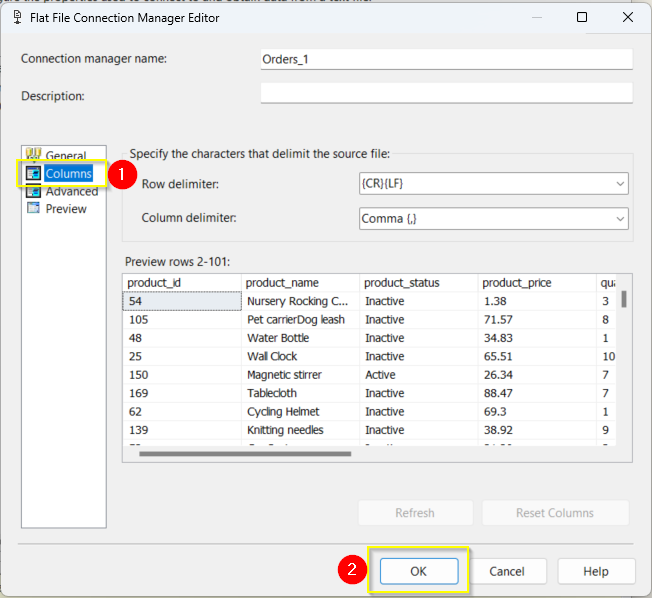 Flat File Connection Manager Editor
Connection manager name: Orders_1
Description:
General
Columns
Advanced
Preview
1
Specify the characters that delimit the source file:
Row delimiter: {CR}{LF}
Column delimiter: Comma {,}
Preview rows 2-101:
product_id product_name product_status product_price
54 Nursery Rocking C... Inactive 1.38 3
105 Pet carrierDog leash Inactive 71.57 8
48 Water Bottle Inactive 34.83 1
25 Wall Clock Inactive 65.51 10
150 Magnetic stirrer Active 26.34 7
169 Tablecloth Inactive 88.47 7
62 Cycling Helmet Inactive 69.3 1
139 Knitting needles Inactive 38.92 9
Refresh Reset Columns
2
OK Cancel Help